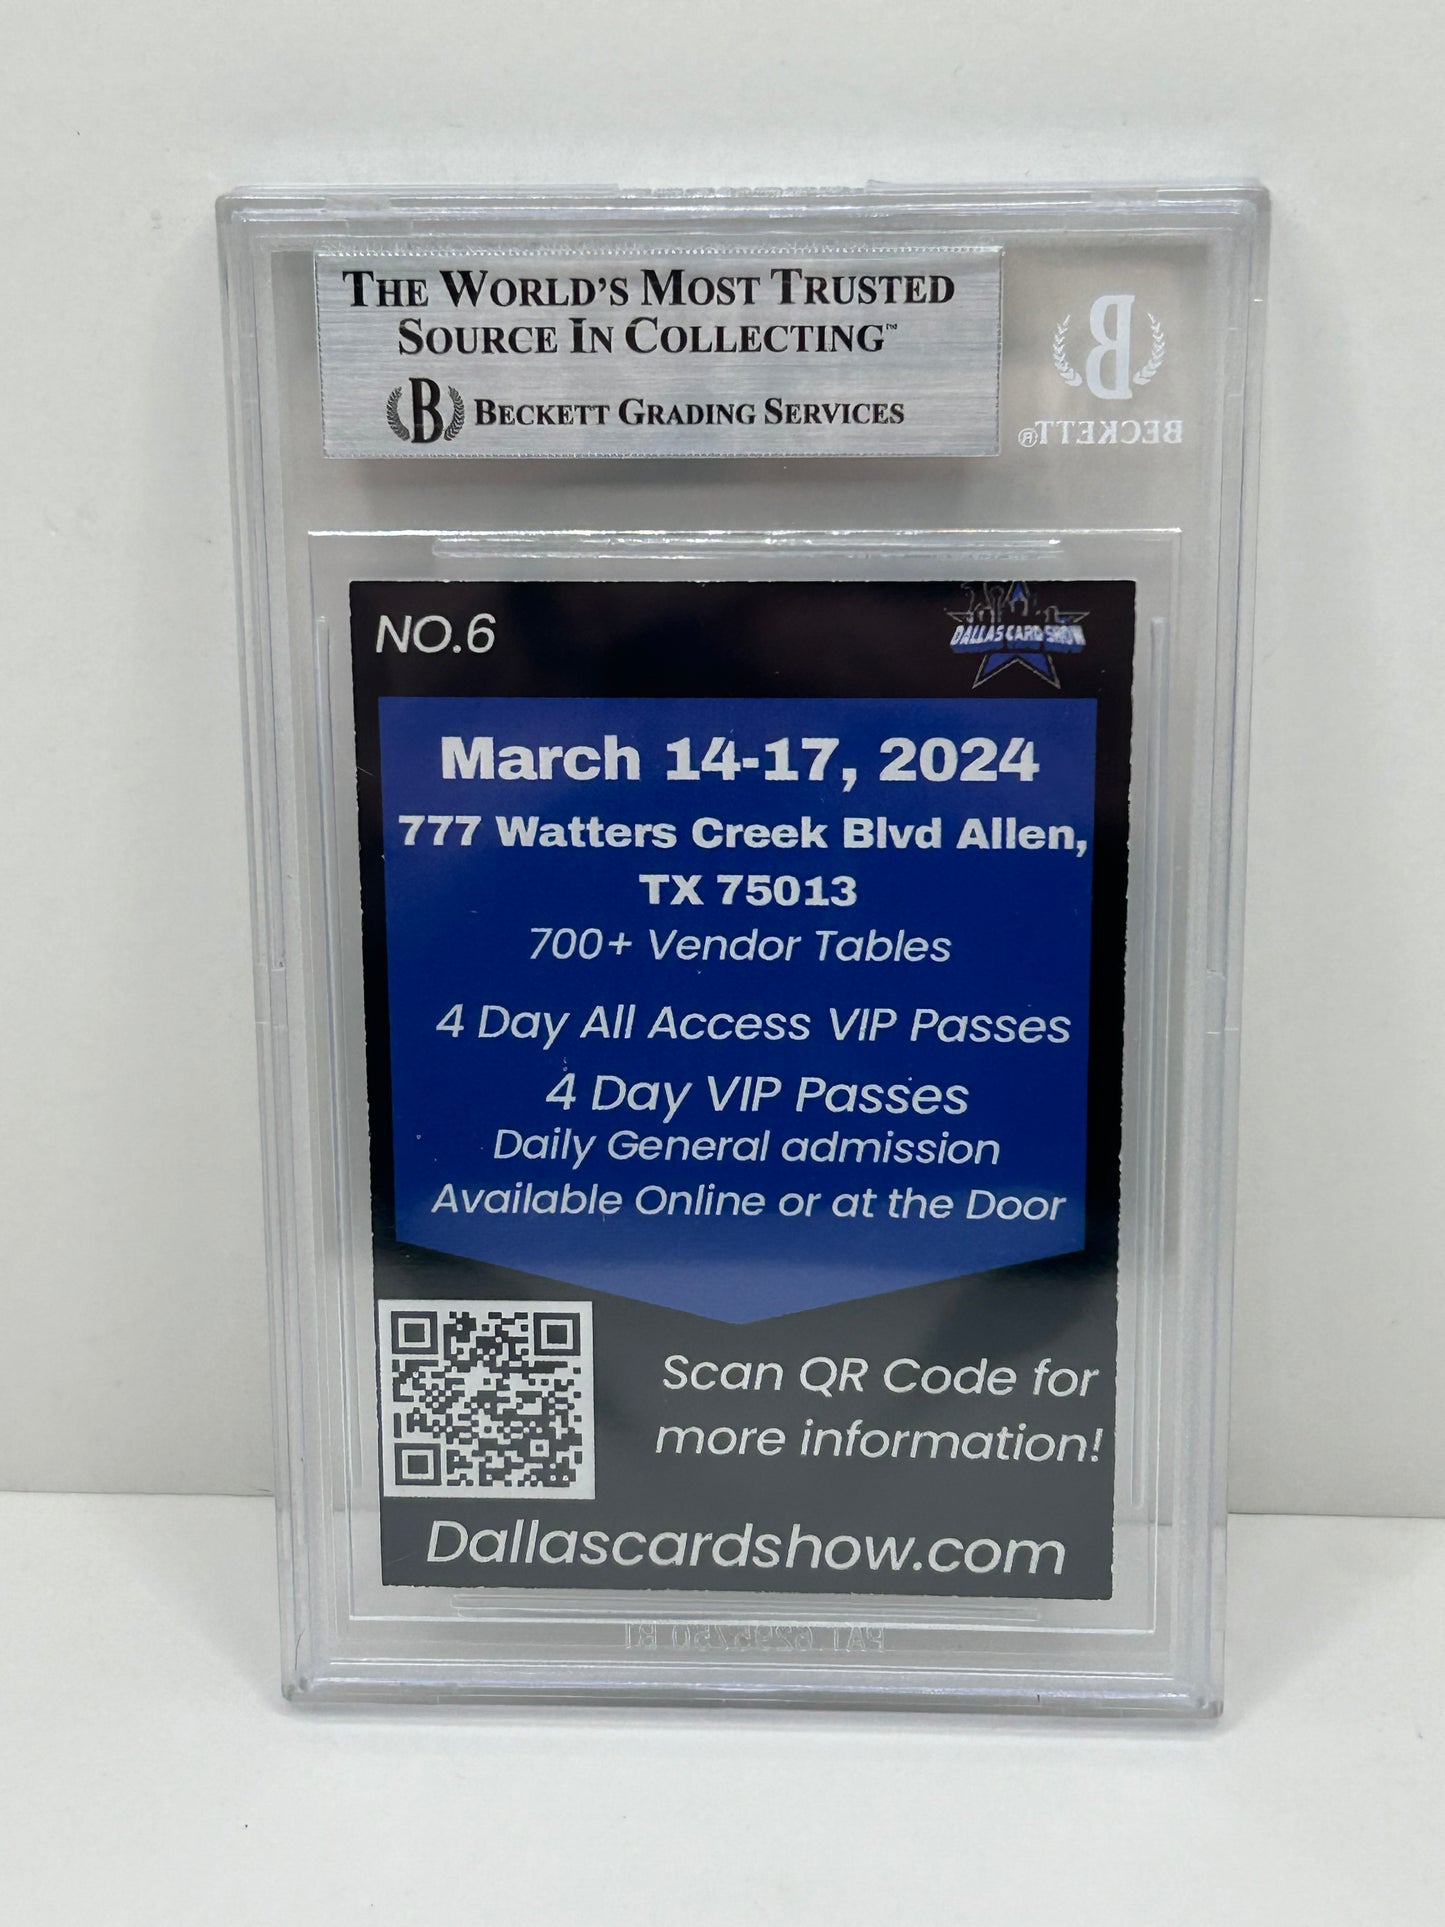 THE WORLD'S MOST TRUSTED
SOURCE IN COLLECTING™
B BECKETT GRADING SERVICES
B
BECKETT®
NO.6
DALLAS CARD SHOW
March 14-17, 2024
777 Watters Creek Blvd Allen,
TX 75013
700+ Vendor Tables
4 Day All Access VIP Passes
4 Day VIP Passes
Daily General admission
Available Online or at the Door
Scan QR Code for
more information!
Dallascardshow.com